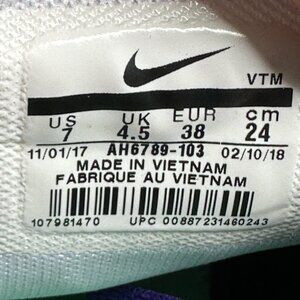 VTM
US UK EUR cm
7 4.5 38 24
11/01/17 AH6789-103 02/10/18
MADE IN VIETNAM
FABRIQUE AU VIETNAM
107981470 UPC 00887231460243